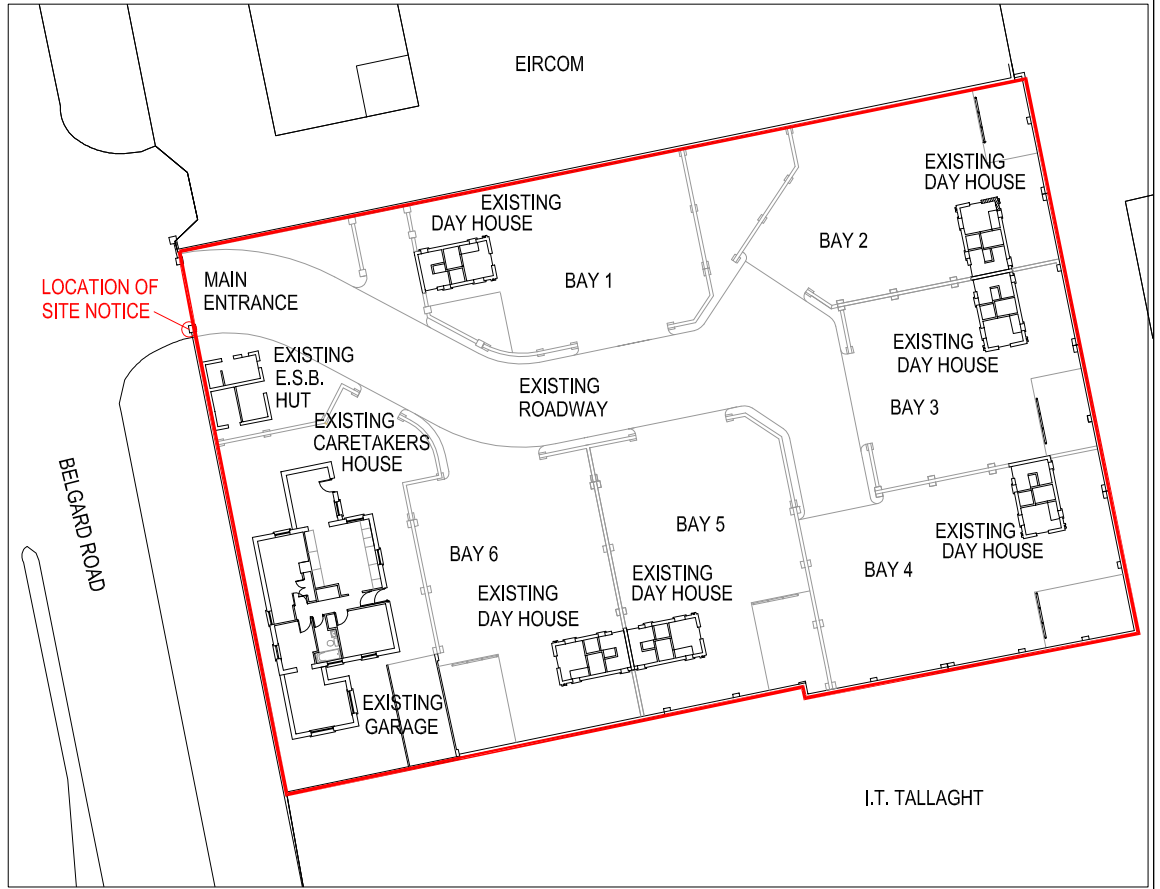 EIRCOM
EXISTING
DAY HOUSE
EXISTING
DAY HOUSE
BAY 2
MAIN
ENTRANCE
BAY 1
LOCATION OF
SITE NOTICE
EXISTING
E.S.B.
HUT
EXISTING
DAY HOUSE
EXISTING
ROADWAY
BAY 3
EXISTING
CARETAKERS
HOUSE
BELGARD ROAD
BAY 5
EXISTING
DAY HOUSE
BAY 6
BAY 4
EXISTING
DAY HOUSE
EXISTING
DAY HOUSE
EXISTING
GARAGE
I.T. TALLAGHT